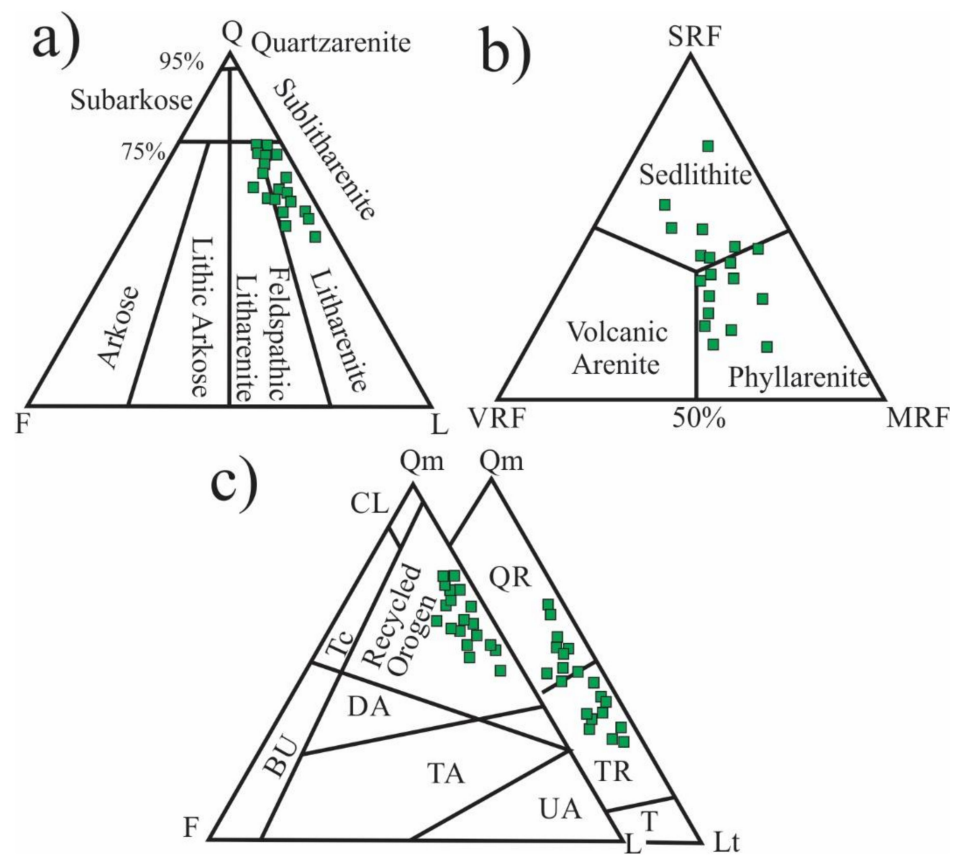 a)
Q
Quartzarenite
95%
Subarkose
Sublitharenite
75%
Arkose
Lithic Arkose
Feldspathic
Litharenite
Litharenite
F
L
b)
SRF
Sedlithite
Volcanic
Arenite
Phyllarenite
VRF
50%
MRF
c)
Qm
Qm
CL
QR
Recycled
Orogen
Tc
DA
BU
TA
TR
UA
T
F
L
Lt